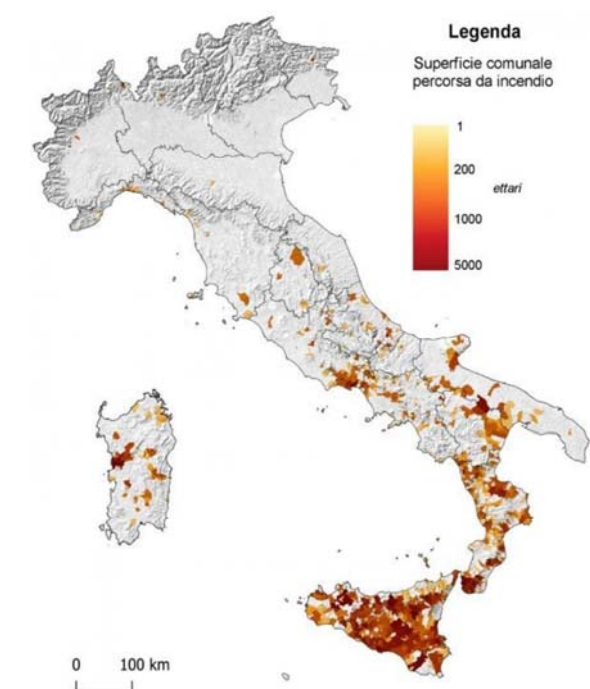 Legenda
Superficie comunale
percorsa da incendio
1
200
ettari
1000
5000
0 100 km